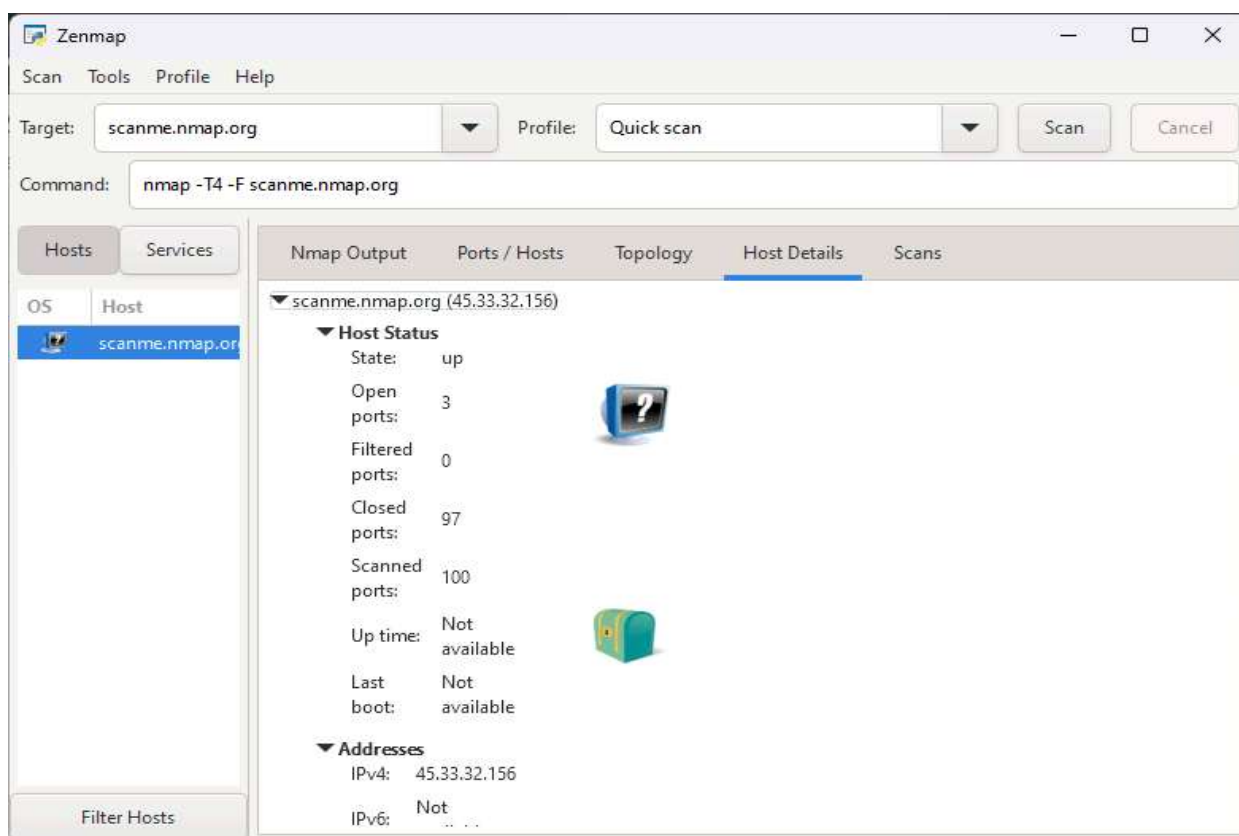 Zenmap
Scan Tools Profile Help
Target: scanme.nmap.org Profile: Quick scan Scan Cancel
Command: nmap -T4 -F scanme.nmap.org
Hosts Services
Nmap Output Ports / Hosts Topology Host Details Scans
OS Host
scanme.nmap.or
scanme.nmap.org (45.33.32.156)
Host Status
State: up
Open
ports: 3
Filtered
ports: 0
Closed
ports: 97
Scanned
ports: 100
Up time: Not
available
Last Not
boot: available
Addresses
IPv4: 45.33.32.156
IPv6: Not
Filter Hosts